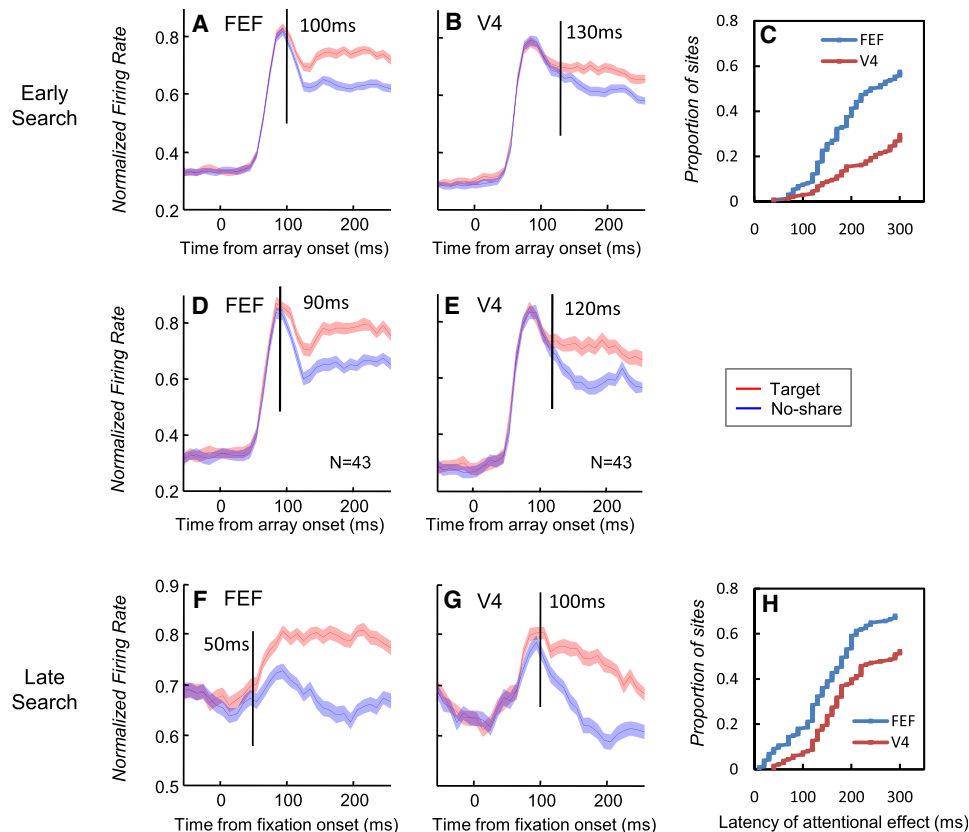 A FEF 100ms
B V4 130ms
C
FEF
V4
Early
Search
Normalized Firing Rate
0.8
0.6
0.4
0.2
0 100 200
Time from array onset (ms)
0 100 200
Time from array onset (ms)
Proportion of sites
0.8
0.6
0.4
0.2
0
0 100 200 300
D FEF 90ms
E V4 120ms
Normalized Firing Rate
0.8
0.6
0.4
0.2
N=43
N=43
0 100 200
Time from array onset (ms)
0 100 200
Time from array onset (ms)
Target
No-share
Late
Search
F FEF
50ms
G V4 100ms
H
FEF
V4
Normalized Firing Rate
0.9
0.8
0.7
0.6
0.5
0 100 200
Time from fixation onset (ms)
0 100 200
Time from fixation onset (ms)
Proportion of sites
0.8
0.6
0.4
0.2
0
0 100 200 300
Latency of attentional effect (ms)